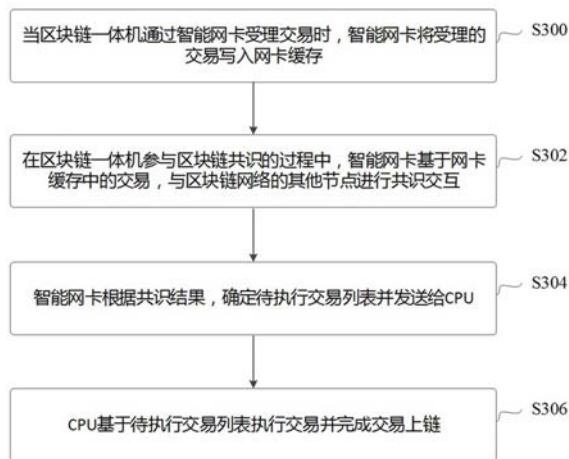 当区块链一体机通过智能网卡受理交易时，智能网卡将受理的
交易写入网卡缓存
S300
在区块链一体机参与区块链共识的过程中，智能网卡基于网卡
缓存中的交易，与区块链网络的其他节点进行共识交互
S302
智能网卡根据共识结果，确定待执行交易列表并发送给CPU
S304
CPU基于待执行交易列表执行交易并完成交易上链
S306